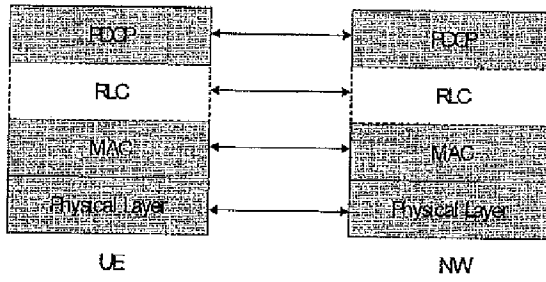 PDCP PDCP
RLC RLC
MAC MAC
Physical Layer Physical Layer
UE NW